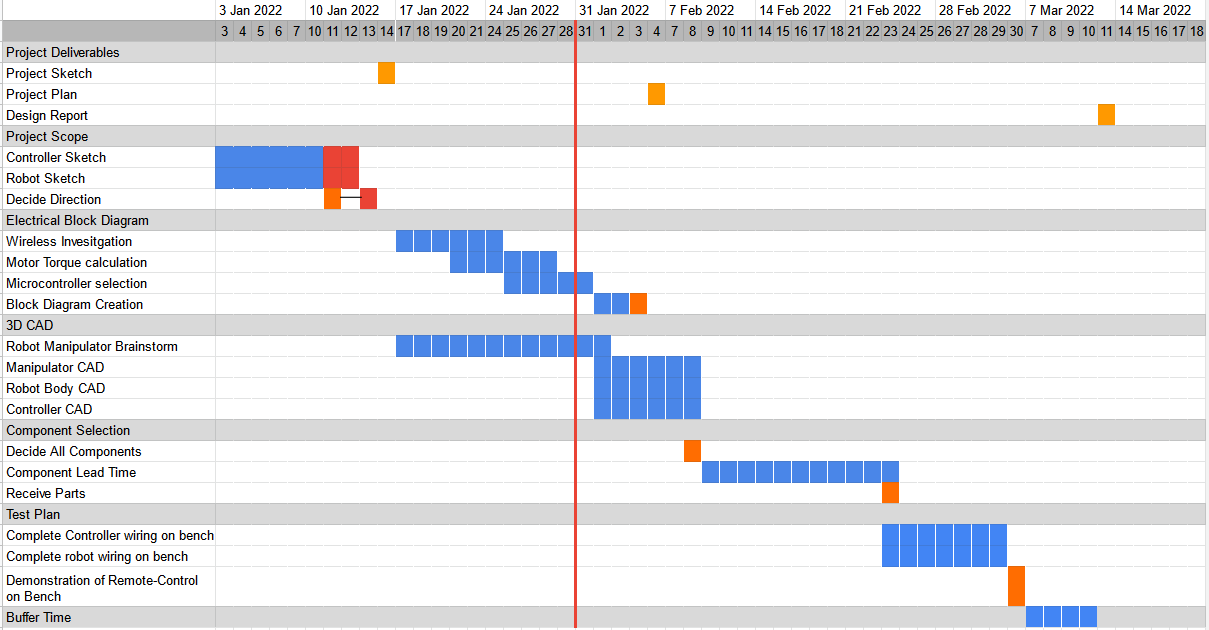 3 Jan 2022 10 Jan 2022 17 Jan 2022 24 Jan 2022 31 Jan 2022 7 Feb 2022 14 Feb 2022 21 Feb 2022 28 Feb 2022 7 Mar 2022 14 Mar 2022
3 4 5 6 7 10 11 12 13 14 17 18 19 20 21 24 25 26 27 28 31 1 2 3 4 7 8 9 10 11 14 15 16 17 18 21 22 23 24 25 26 27 28 29 30 7 8 9 10 11 14 15 16 17 18
Project Deliverables
Project Sketch
Project Plan
Design Report
Project Scope
Controller Sketch
Robot Sketch
Decide Direction
Electrical Block Diagram
Wireless Invesitgation
Motor Torque calculation
Microcontroller selection
Block Diagram Creation
3D CAD
Robot Manipulator Brainstorm
Manipulator CAD
Robot Body CAD
Controller CAD
Component Selection
Decide All Components
Component Lead Time
Receive Parts
Test Plan
Complete Controller wiring on bench
Complete robot wiring on bench
Demonstration of Remote-Control
on Bench
Buffer Time